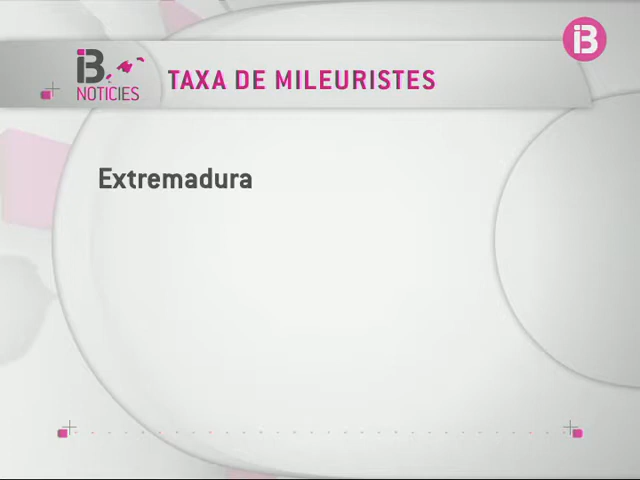 IB
NOTICIES
TAXA DE MILEURISTES
IB
Extremadura